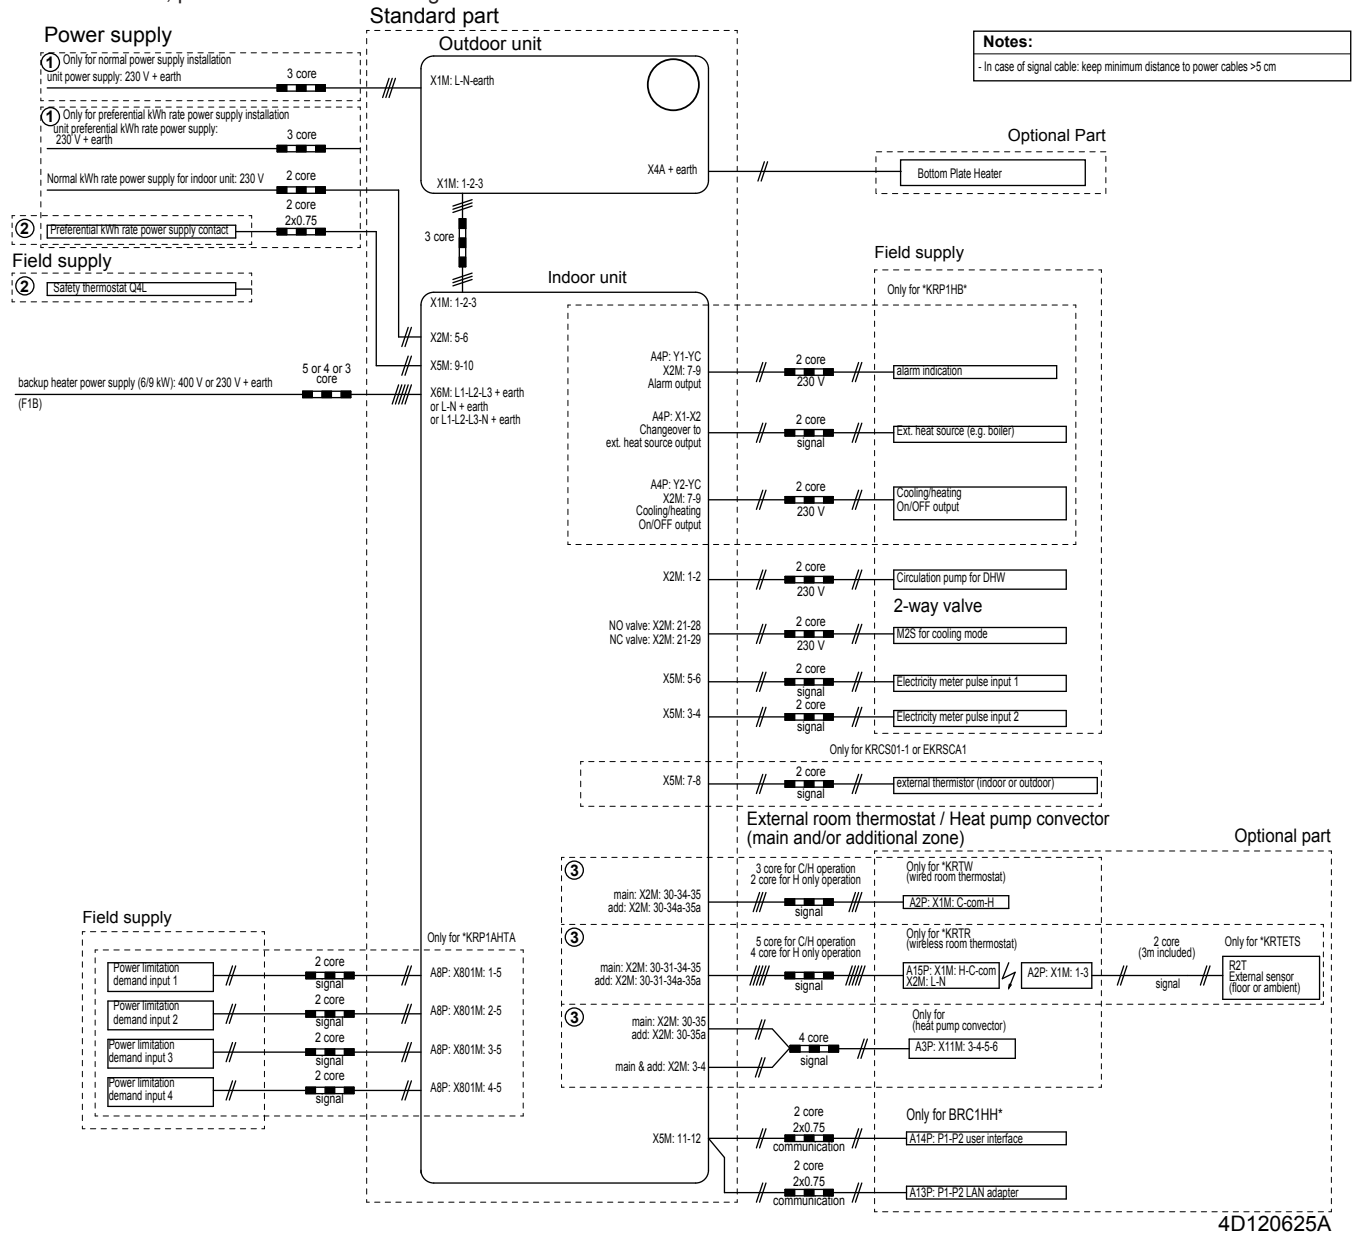 Standard part
Power supply
① Only for normal power supply installation
unit power supply: 230 V + earth
3 core
① Only for preferential kWh rate power supply installation
unit preferential kWh rate power supply:
230 V + earth
3 core
Normal kWh rate power supply for indoor unit: 230 V
2 core
2 core
2x0.75
② Preferential kWh rate power supply contact
Field supply
② Safety thermostat Q4L
backup heater power supply (6/9 kW): 400 V or 230 V + earth
(F1B)
5 or 4 or 3
core
Outdoor unit
X1M: L-N-earth
X4A + earth
X1M: 1-2-3
3 core
Notes:
- In case of signal cable: keep minimum distance to power cables >5 cm
Optional Part
Bottom Plate Heater
Indoor unit
X1M: 1-2-3
X2M: 5-6
X5M: 9-10
X6M: L1-L2-L3 + earth
or L-N + earth
or L1-L2-L3-N + earth
Field supply
Only for *KRP1HB*
A4P: Y1-YC
X2M: 7-9
Alarm output
2 core
230 V
alarm indication
A4P: X1-X2
Changeover to
ext. heat source output
2 core
signal
Ext. heat source (e.g. boiler)
A4P: Y2-YC
X2M: 7-9
Cooling/heating
On/OFF output
2 core
230 V
Cooling/heating
On/OFF output
X2M: 1-2
2 core
230 V
Circulation pump for DHW
2-way valve
NO valve: X2M: 21-28
NC valve: X2M: 21-29
2 core
230 V
M2S for cooling mode
X5M: 5-6
2 core
signal
Electricity meter pulse input 1
X5M: 3-4
2 core
signal
Electricity meter pulse input 2
Only for KRCS01-1 or EKRSCA1
X5M: 7-8
2 core
signal
external thermistor (indoor or outdoor)
External room thermostat / Heat pump convector
(main and/or additional zone)
Optional part
③
main: X2M: 30-34-35
add: X2M: 30-34a-35a
3 core for C/H operation
2 core for H only operation
signal
Only for *KRTW
(wired room thermostat)
A2P: X1M: C-com-H
③
main: X2M: 30-31-34-35
add: X2M: 30-31-34a-35a
5 core for C/H operation
4 core for H only operation
signal
Only for *KRTR
(wireless room thermostat)
A15P: X1M: H-C-com
X2M: L-N
A2P: X1M: 1-3
2 core
(3m included)
signal
Only for *KRTETS
R2T
External sensor
(floor or ambient)
③
main: X2M: 30-35
add: X2M: 30-35a
main & add: X2M: 3-4
4 core
signal
Only for
(heat pump convector)
A3P: X11M: 3-4-5-6
X5M: 11-12
2 core
2x0.75
communication
Only for BRC1HH*
A14P: P1-P2 user interface
2 core
2x0.75
communication
A13P: P1-P2 LAN adapter
Field supply
Only for *KRP1AHTA
Power limitation
demand input 1
2 core
signal
A8P: X801M: 1-5
Power limitation
demand input 2
2 core
signal
A8P: X801M: 2-5
Power limitation
demand input 3
2 core
signal
A8P: X801M: 3-5
Power limitation
demand input 4
2 core
signal
A8P: X801M: 4-5
4D120625A